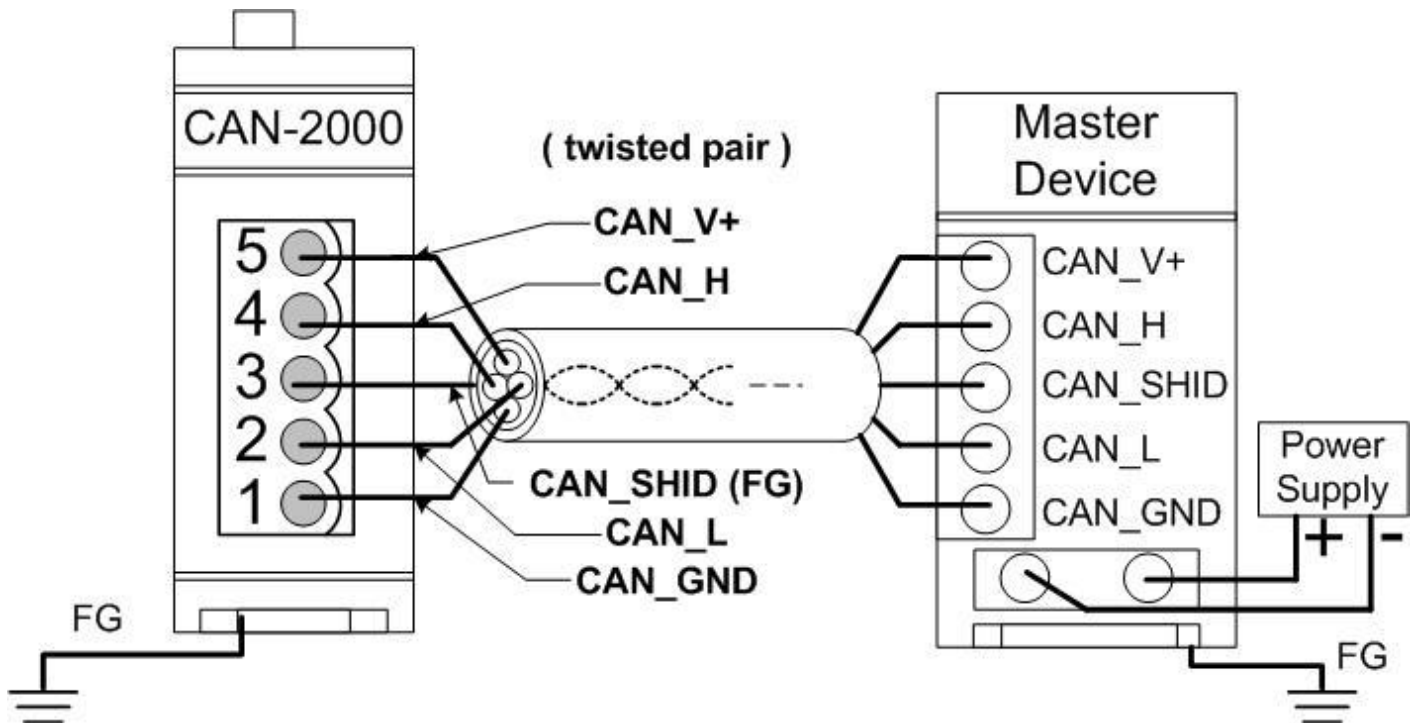 CAN-2000
( twisted pair )
CAN_V+
CAN_H
5
4
3
2
1
CAN_SHID (FG)
CAN_L
CAN_GND
FG
Master
Device
CAN_V+
CAN_H
CAN_SHID
CAN_L
CAN_GND
Power
Supply
+ -
FG